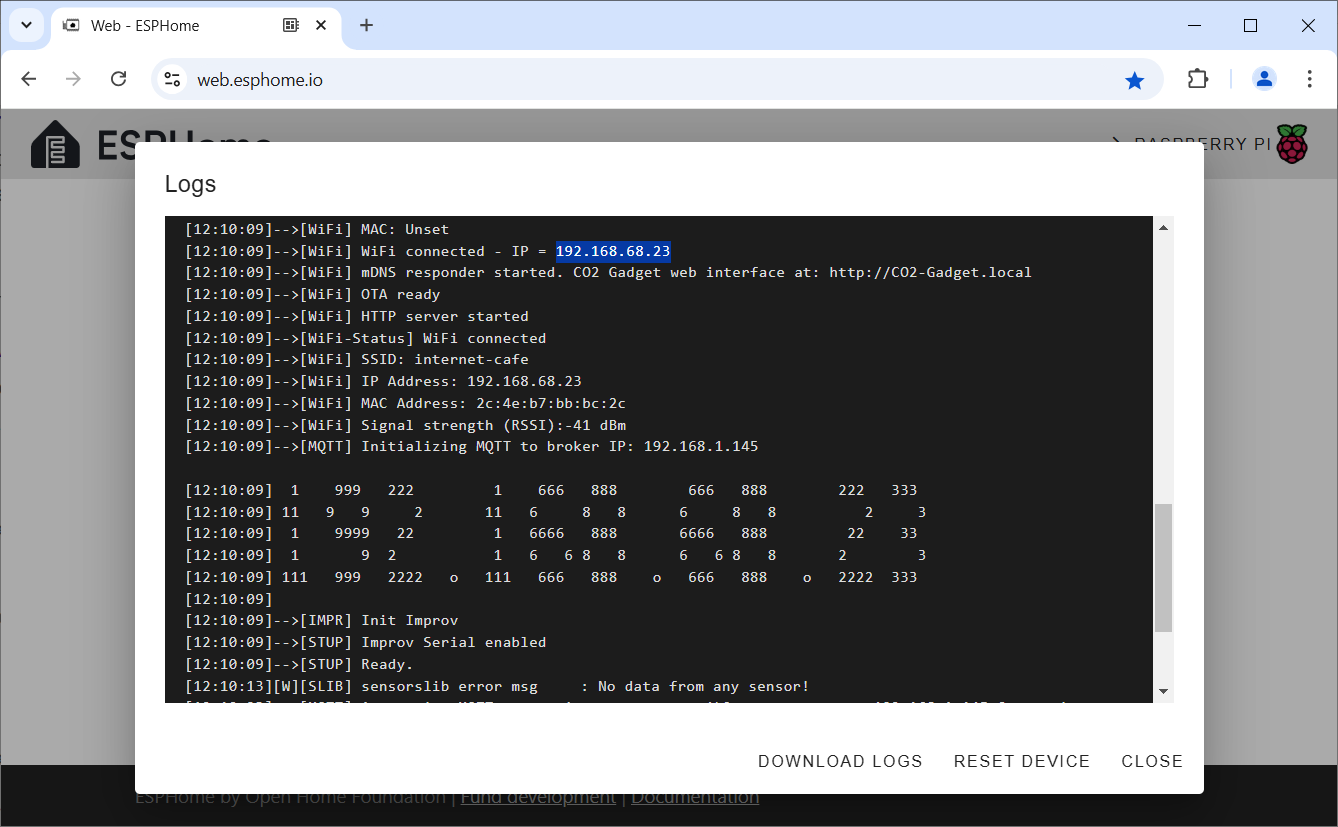 Web - ESPHome
web.esphome.io
ESPHome
RASPBERRY PI
Logs
[12:10:09]-->[WiFi] MAC: Unset
[12:10:09]-->[WiFi] WiFi connected - IP = 192.168.68.23
[12:10:09]-->[WiFi] mDNS responder started. CO2 Gadget web interface at: http://CO2-Gadget.local
[12:10:09]-->[WiFi] OTA ready
[12:10:09]-->[WiFi] HTTP server started
[12:10:09]-->[WiFi-Status] WiFi connected
[12:10:09]-->[WiFi] SSID: internet-cafe
[12:10:09]-->[WiFi] IP Address: 192.168.68.23
[12:10:09]-->[WiFi] MAC Address: 2c:4e:b7:bb:bc:2c
[12:10:09]-->[WiFi] Signal strength (RSSI):-41 dBm
[12:10:09]-->[MQTT] Initializing MQTT to broker IP: 192.168.1.145
[12:10:09]  1    999   222         1    666   888        666   888        222   333
[12:10:09] 11   9   9     2       11   6     8   8      6     8   8          2     3
[12:10:09]  1    9999   22         1   6666   888       6666   888         22    33
[12:10:09]  1       9  2           1   6   6 8   8      6   6 8   8       2        3
[12:10:09] 111   999   2222   o   111   666   888    o   666   888    o   2222  333
[12:10:09]
[12:10:09]-->[IMPR] Init Improv
[12:10:09]-->[STUP] Improv Serial enabled
[12:10:09]-->[STUP] Ready.
[12:10:13][W][SLIB] sensorslib error msg     : No data from any sensor!
DOWNLOAD LOGS
RESET DEVICE
CLOSE
ESPHome by Open Home Foundation | Fund development | Documentation